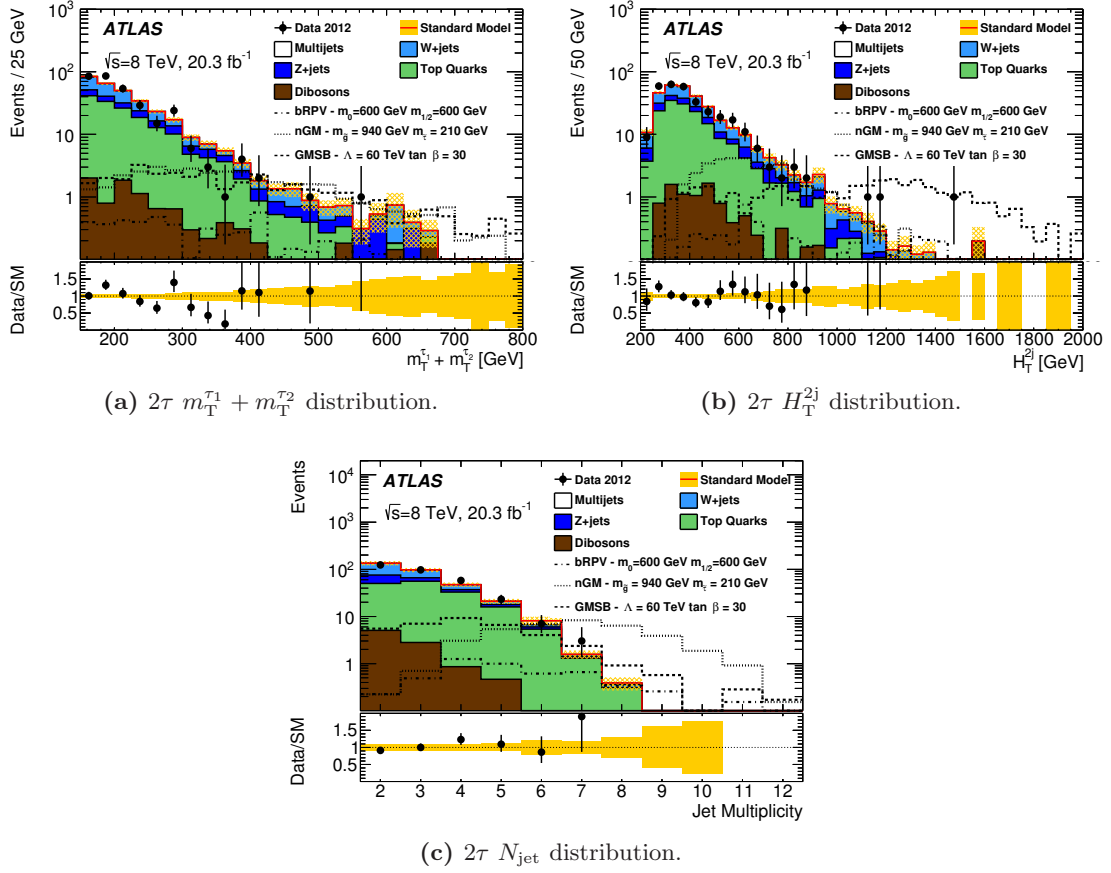 Events / 25 GeV
10³
10²
10
1
ATLAS
√s=8 TeV, 20.3 fb⁻¹
Data 2012
Standard Model
Multijets
W+jets
Z+jets
Top Quarks
Dibosons
bRPV - m₀=600 GeV m₁/₂=600 GeV
nGM - m_g̃ = 940 GeV m_τ̃ = 210 GeV
GMSB - Λ = 60 TeV tan β = 30
Data/SM
1.5
1
0.5
200 300 400 500 600 700 800
m_T^τ₁ + m_T^τ₂ [GeV]
(a) 2τ m_T^τ₁ + m_T^τ₂ distribution.
Events / 50 GeV
10³
10²
10
1
ATLAS
√s=8 TeV, 20.3 fb⁻¹
Data 2012
Standard Model
Multijets
W+jets
Z+jets
Top Quarks
Dibosons
bRPV - m₀=600 GeV m₁/₂=600 GeV
nGM - m_g̃ = 940 GeV m_τ̃ = 210 GeV
GMSB - Λ = 60 TeV tan β = 30
Data/SM
1.5
1
0.5
200 400 600 800 1000 1200 1400 1600 1800 2000
H_T^2j [GeV]
(b) 2τ H_T^2j distribution.
Events
10⁴
10³
10²
10
1
ATLAS
√s=8 TeV, 20.3 fb⁻¹
Data 2012
Standard Model
Multijets
W+jets
Z+jets
Top Quarks
Dibosons
bRPV - m₀=600 GeV m₁/₂=600 GeV
nGM - m_g̃ = 940 GeV m_τ̃ = 210 GeV
GMSB - Λ = 60 TeV tan β = 30
Data/SM
1.5
1
0.5
2 3 4 5 6 7 8 9 10 11 12
Jet Multiplicity
(c) 2τ N_jet distribution.